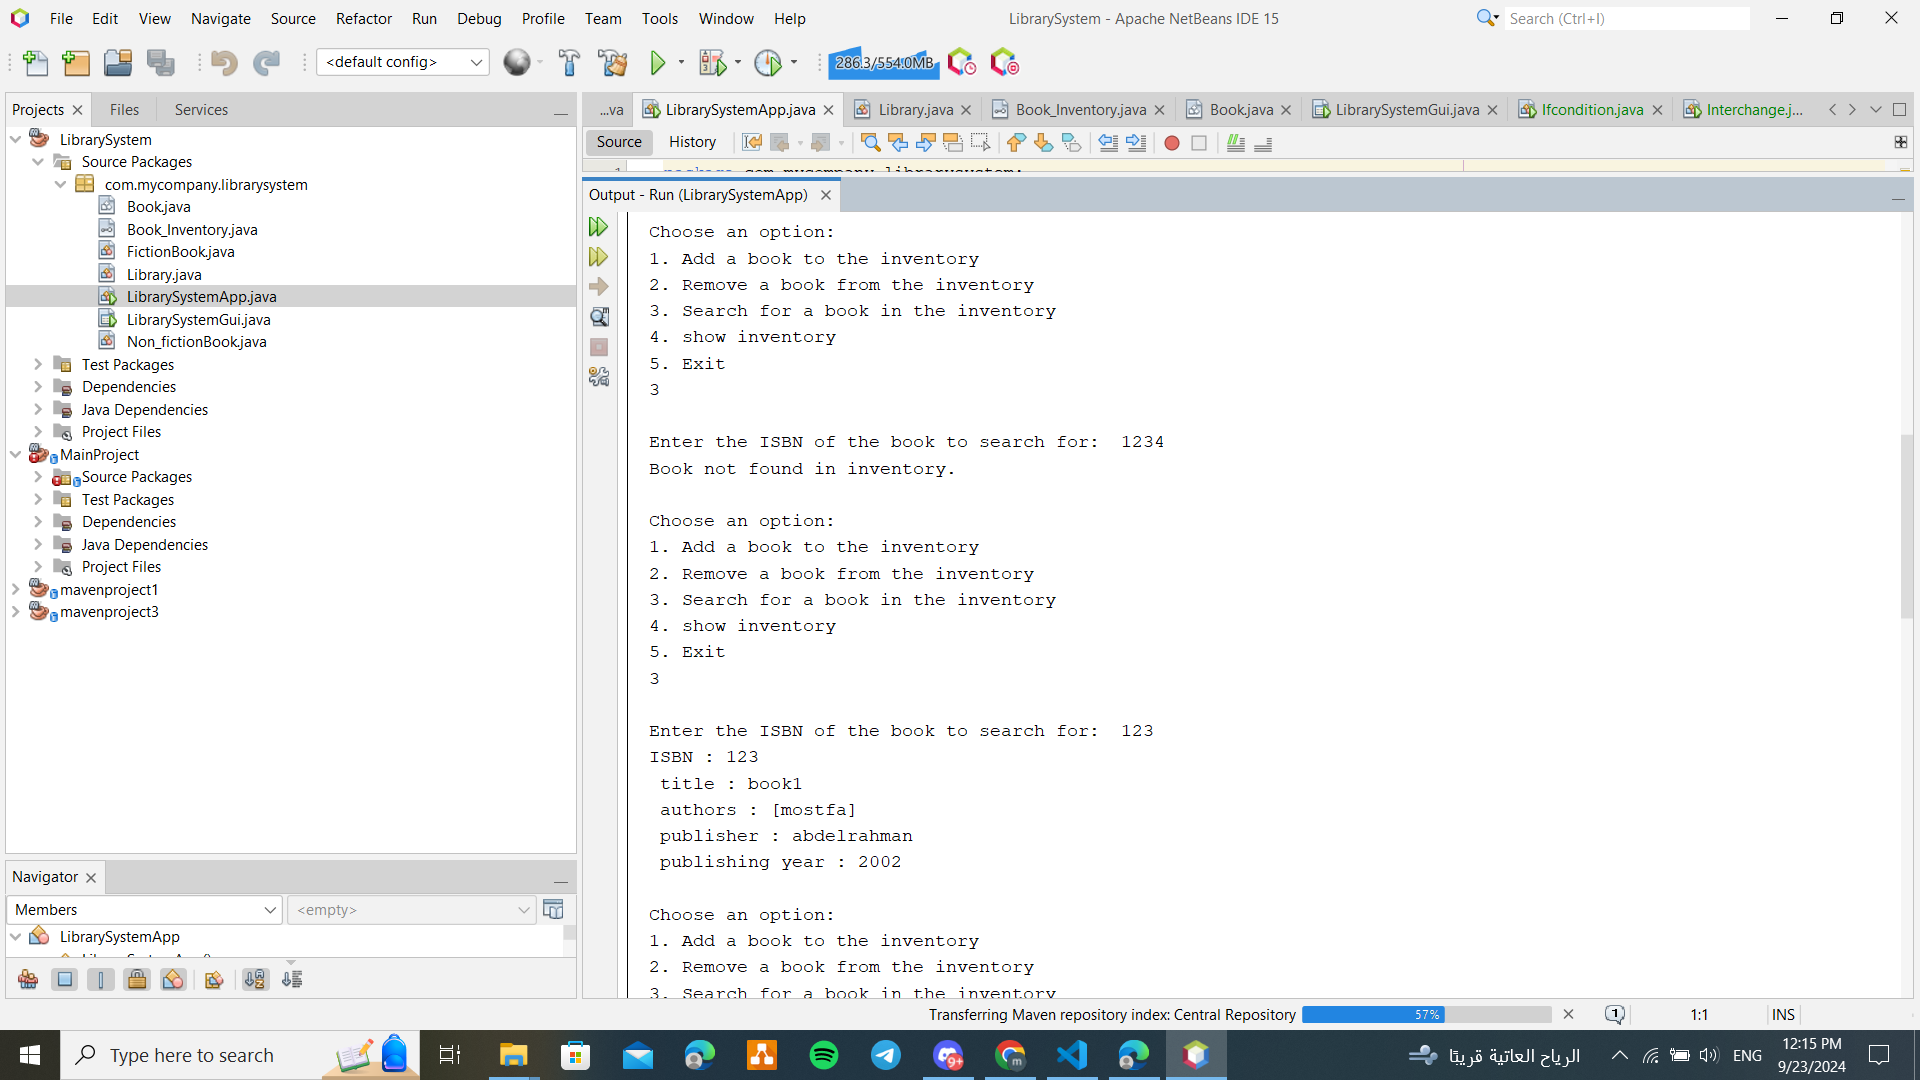 File Edit View Navigate Source Refactor Run Debug Profile Team Tools Window Help
LibrarySystem - Apache NetBeans IDE 15
Search (Ctrl+I)
<default config>
286.3/554.0MB
Projects
Files
Services
...va
LibrarySystemApp.java
Library.java
Book_Inventory.java
Book.java
LibrarySystemGui.java
Ifcondition.java
Interchange.j...
Source
History
LibrarySystem
Source Packages
com.mycompany.librarysystem
Book.java
Book_Inventory.java
FictionBook.java
Library.java
LibrarySystemApp.java
LibrarySystemGui.java
Non_fictionBook.java
Test Packages
Dependencies
Java Dependencies
Project Files
MainProject
Source Packages
Test Packages
Dependencies
Java Dependencies
Project Files
mavenproject1
mavenproject3
Navigator
Members
<empty>
LibrarySystemApp
1 package com.mycompany.librarysystem;
Output - Run (LibrarySystemApp)
Choose an option:
1. Add a book to the inventory
2. Remove a book from the inventory
3. Search for a book in the inventory
4. show inventory
5. Exit
3
Enter the ISBN of the book to search for:  1234
Book not found in inventory.
Choose an option:
1. Add a book to the inventory
2. Remove a book from the inventory
3. Search for a book in the inventory
4. show inventory
5. Exit
3
Enter the ISBN of the book to search for:  123
ISBN : 123
title : book1
authors : [mostfa]
publisher : abdelrahman
publishing year : 2002
Choose an option:
1. Add a book to the inventory
2. Remove a book from the inventory
3. Search for a book in the inventory
Transferring Maven repository index: Central Repository
57%
1
1:1
INS
Type here to search
9+
m
الرياح العاتية قريبًا
ENG
12:15 PM
9/23/2024